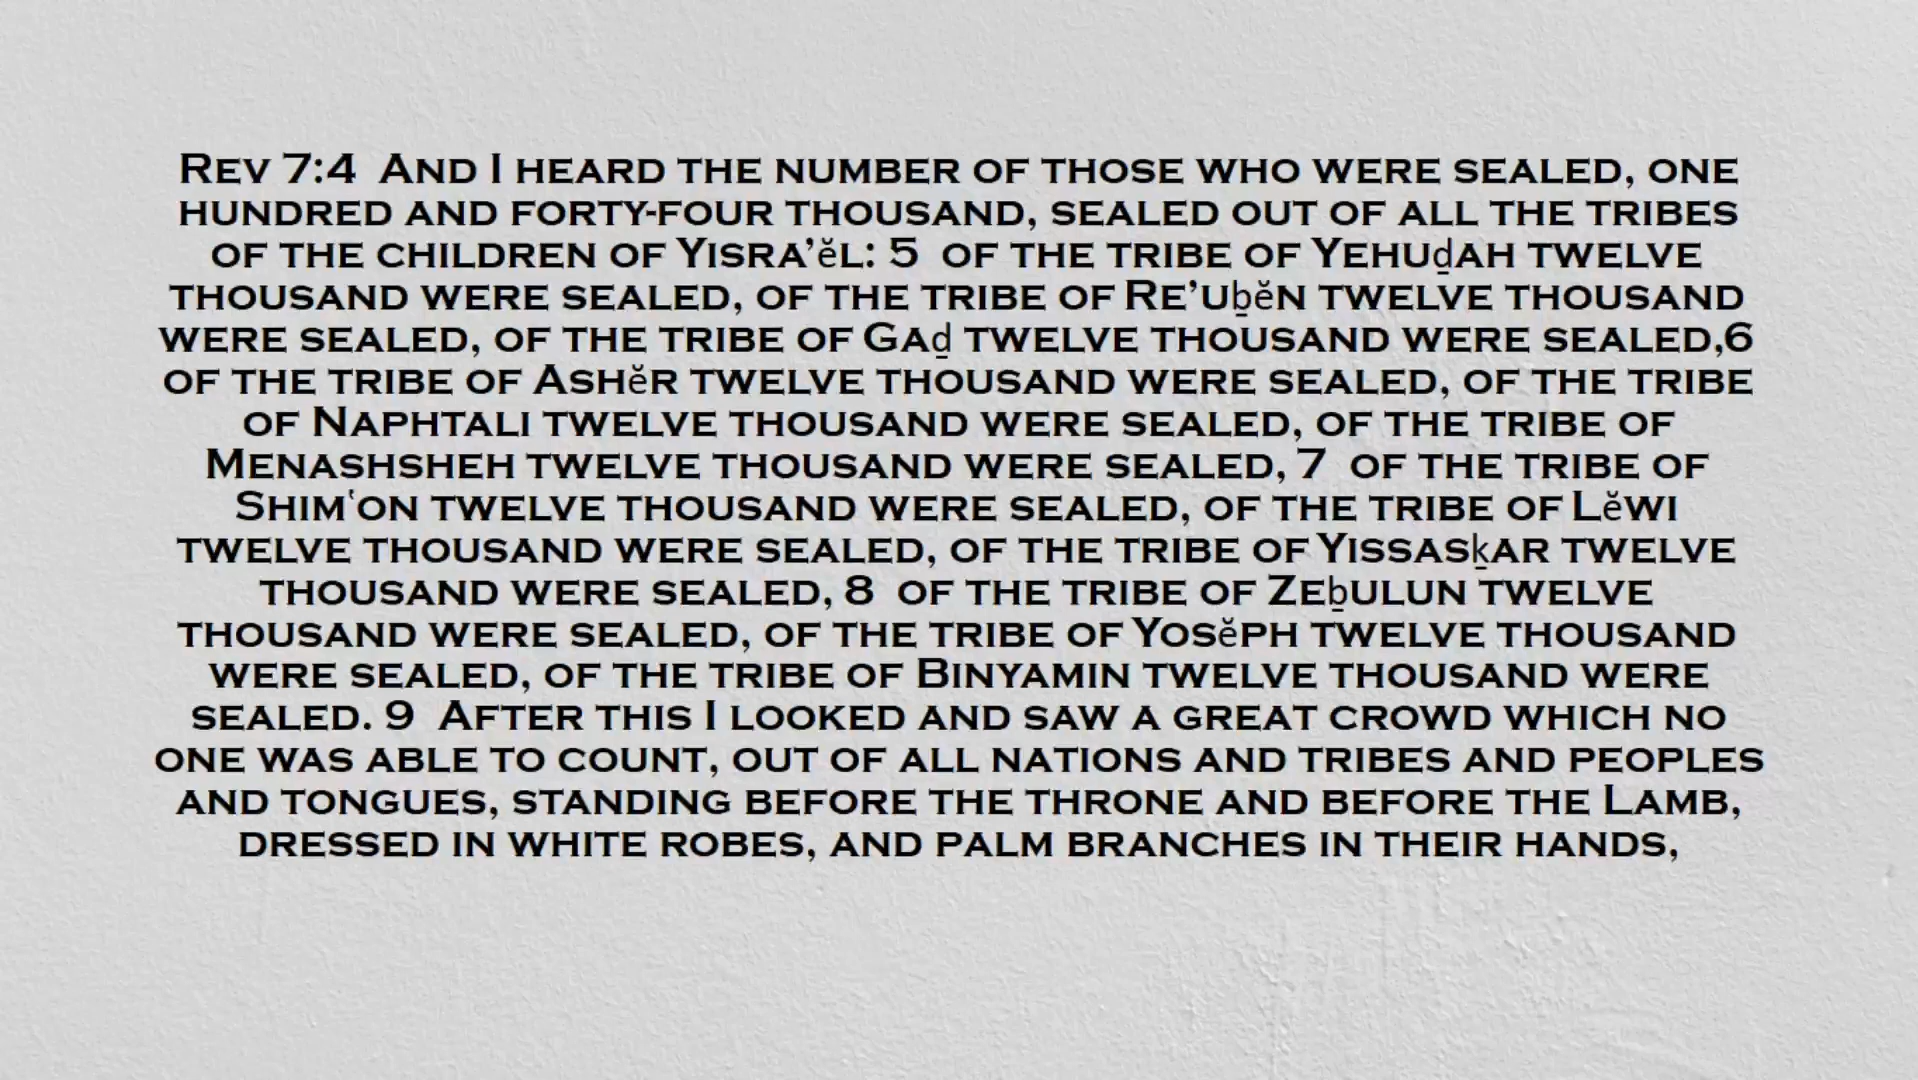 Rev 7:4  And I heard the number of those who were sealed, one
hundred and forty-four thousand, sealed out of all the tribes
of the children of Yisra’ĕl: 5  of the tribe of Yehuḏah twelve
thousand were sealed, of the tribe of Re’uḇĕn twelve thousand
were sealed, of the tribe of Gaḏ twelve thousand were sealed,6
of the tribe of Ashĕr twelve thousand were sealed, of the tribe
of Naphtali twelve thousand were sealed, of the tribe of
Menashsheh twelve thousand were sealed, 7  of the tribe of
Shimʽon twelve thousand were sealed, of the tribe of Lĕwi
twelve thousand were sealed, of the tribe of Yissasḵar twelve
thousand were sealed, 8  of the tribe of Zeḇulun twelve
thousand were sealed, of the tribe of Yosĕph twelve thousand
were sealed, of the tribe of Binyamin twelve thousand were
sealed. 9  After this I looked and saw a great crowd which no
one was able to count, out of all nations and tribes and peoples
and tongues, standing before the throne and before the Lamb,
dressed in white robes, and palm branches in their hands,